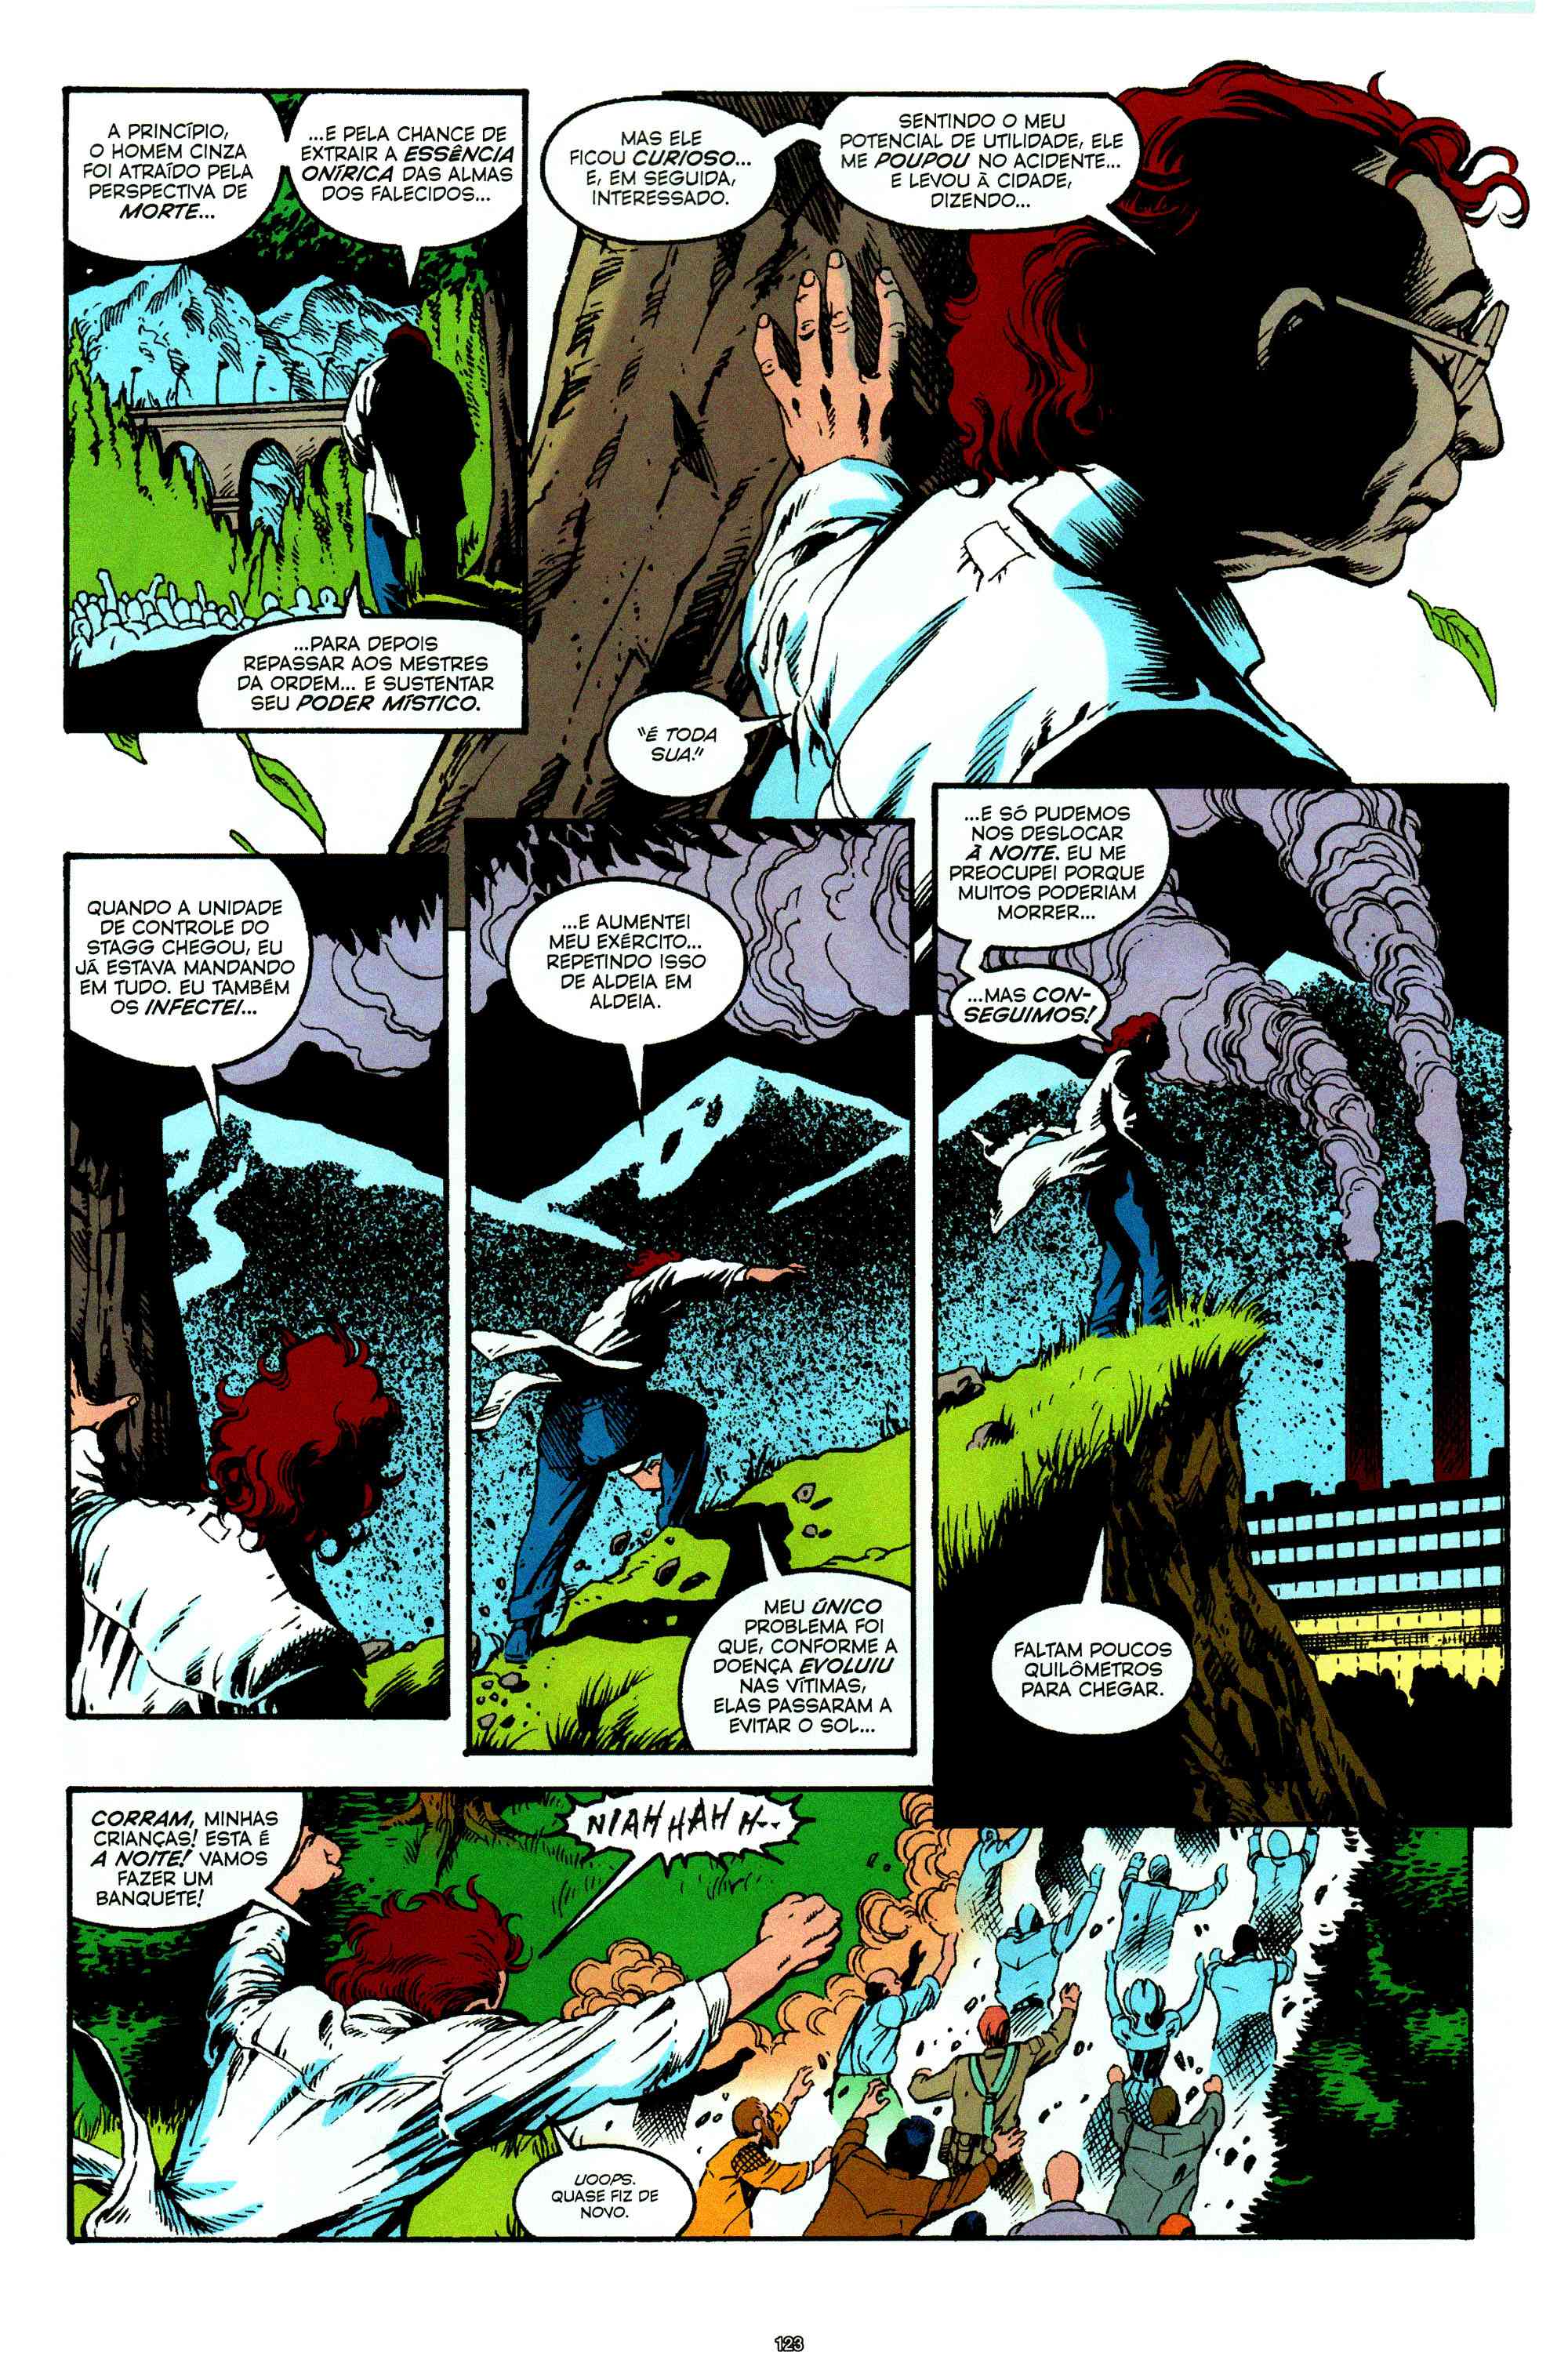 A PRINCÍPIO,
O HOMEM CINZA
FOI ATRAÍDO PELA
PERSPECTIVA DE
MORTE...
...E PELA CHANCE DE
EXTRAIR A ESSÊNCIA
ONÍRICA DAS ALMAS
DOS FALECIDOS...
...PARA DEPOIS
REPASSAR AOS MESTRES
DA ORDEM... E SUSTENTAR
SEU PODER MÍSTICO.
MAS ELE
FICOU CURIOSO...
E, EM SEGUIDA,
INTERESSADO.
SENTINDO O MEU
POTENCIAL DE UTILIDADE, ELE
ME POUPOU NO ACIDENTE...
E LEVOU À CIDADE,
DIZENDO...
"É TODA
SUA."
QUANDO A UNIDADE
DE CONTROLE DO
STAGG CHEGOU, EU
JÁ ESTAVA MANDANDO
EM TUDO. EU TAMBÉM
OS INFECTEI...
...E AUMENTEI
MEU EXÉRCITO...
REPETINDO ISSO
DE ALDEIA EM
ALDEIA.
MEU ÚNICO
PROBLEMA FOI
QUE, CONFORME A
DOENÇA EVOLUIU
NAS VÍTIMAS,
ELAS PASSARAM A
EVITAR O SOL...
...E SÓ PUDEMOS
NOS DESLOCAR
À NOITE. EU ME
PREOCUPEI PORQUE
MUITOS PODERIAM
MORRER...
...MAS CON-
SEGUIMOS!
FALTAM POUCOS
QUILÔMETROS
PARA CHEGAR.
CORRAM, MINHAS
CRIANÇAS! ESTA É
A NOITE! VAMOS
FAZER UM
BANQUETE!
NIAHHAHH--
UOOPS.
QUASE FIZ DE
NOVO.
123